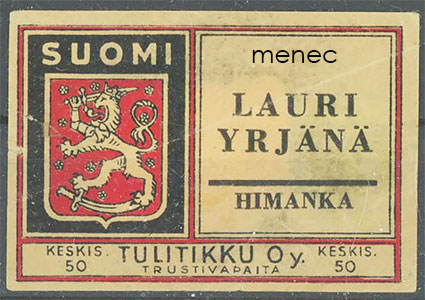 SUOMI
menec
LAURI
YRJÄNÄ
HIMANKA
KESKIS.
50
TULITIKKU Oy.
TRUSTIVAPAITA
KESKIS.
50